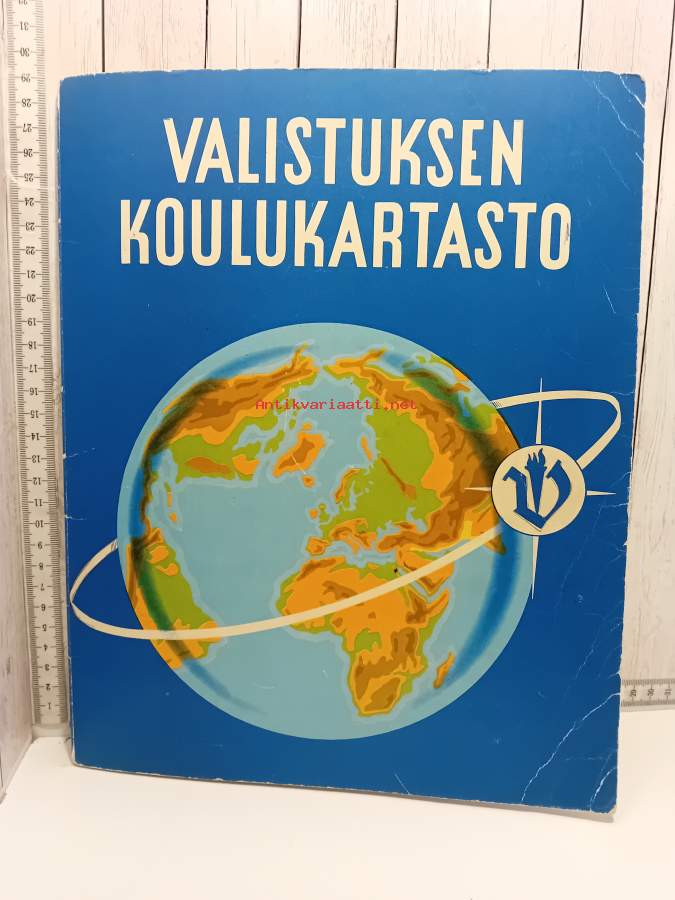 VALISTUKSEN
KOULUKARTASTO
Antikvariaatti.net
V